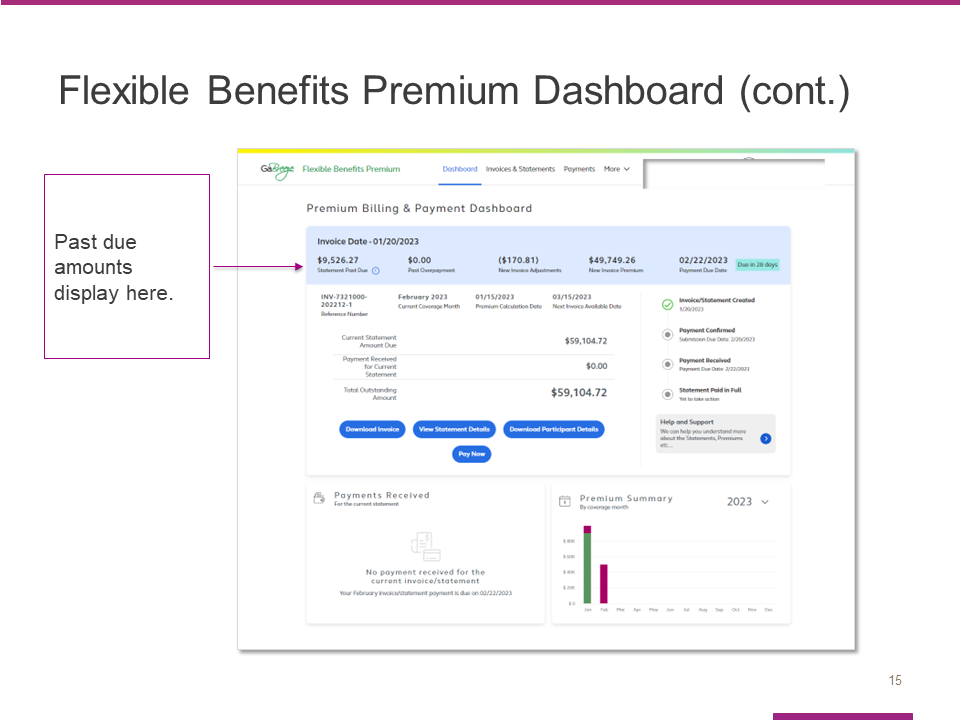 Flexible Benefits Premium Dashboard (cont.)
Past due
amounts
display here.
GaBreeze Flexible Benefits Premium Dashboard Invoices & Statements Payments More
Premium Billing & Payment Dashboard
Invoice Date - 01/20/2023
$9,526.27 $0.00 ($170.81) $49,749.26 02/22/2023 Due in 28 days
Statement Past Due Past Overpayment New Invoice Adjustments New Invoice Premium Payment Due Date
INV-7321000- February 2023 01/15/2023 03/15/2023
202212-1 Current Coverage Month Premium Calculation Date Next Invoice Available Date
Reference Number
Current Statement
Amount Due
$59,104.72
Payment Received
for Current
Statement
$0.00
Total Outstanding
Amount
$59,104.72
Download Invoice View Statement Details Download Participant Details
Pay Now
Invoice/Statement Created
1/20/2023
Payment Confirmed
Submission Due Date: 2/20/2023
Payment Received
Payment Due Date: 2/22/2023
Statement Paid in Full
Yet to take action
Help and Support
We can help you understand more
about the Statements, Premiums
etc...
Payments Received
For the current statement
No payment received for the
current invoice/statement
Your February invoice/statement payment is due on 02/22/2023
Premium Summary 2023
By coverage month
$ 80K
$ 60K
$ 40K
$ 20K
$ 0
Jan Feb Mar Apr May Jun Jul Aug Sep Oct Nov Dec
15